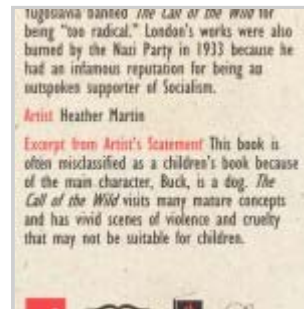 Yugoslavia banned The Call of the Wild for
being "too radical." London's works were also
burned by the Nazi Party in 1933 because he
had an infamous reputation for being an
outspoken supporter of Socialism.
Artist Heather Martin
Excerpt from Artist's Statement This book is
often misclassified as a children's book because
of the main character, Buck, is a dog. The
Call of the Wild visits many mature concepts
and has vivid scenes of violence and cruelty
that may not be suitable for children.